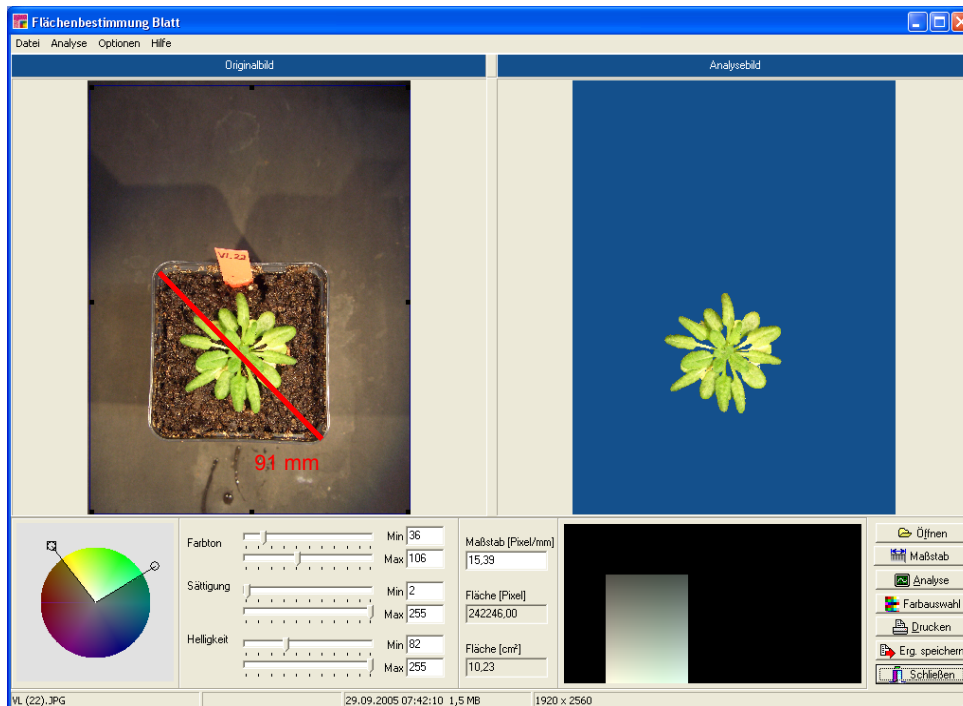 Flächenbestimmung Blatt
Datei Analyse Optionen Hilfe
Originalbild
Analysebild
VL 22
91 mm
Farbton
Min 36
Max 106
Sättigung
Min 2
Max 255
Helligkeit
Min 82
Max 255
Maßstab [Pixel/mm]
15,39
Fläche [Pixel]
242246,00
Fläche [cm²]
10,23
Öffnen
Maßstab
Analyse
Farbauswahl
Drucken
Erg. speichern
Schließen
VL (22).JPG 29.09.2005 07:42:10 1,5 MB 1920 x 2560